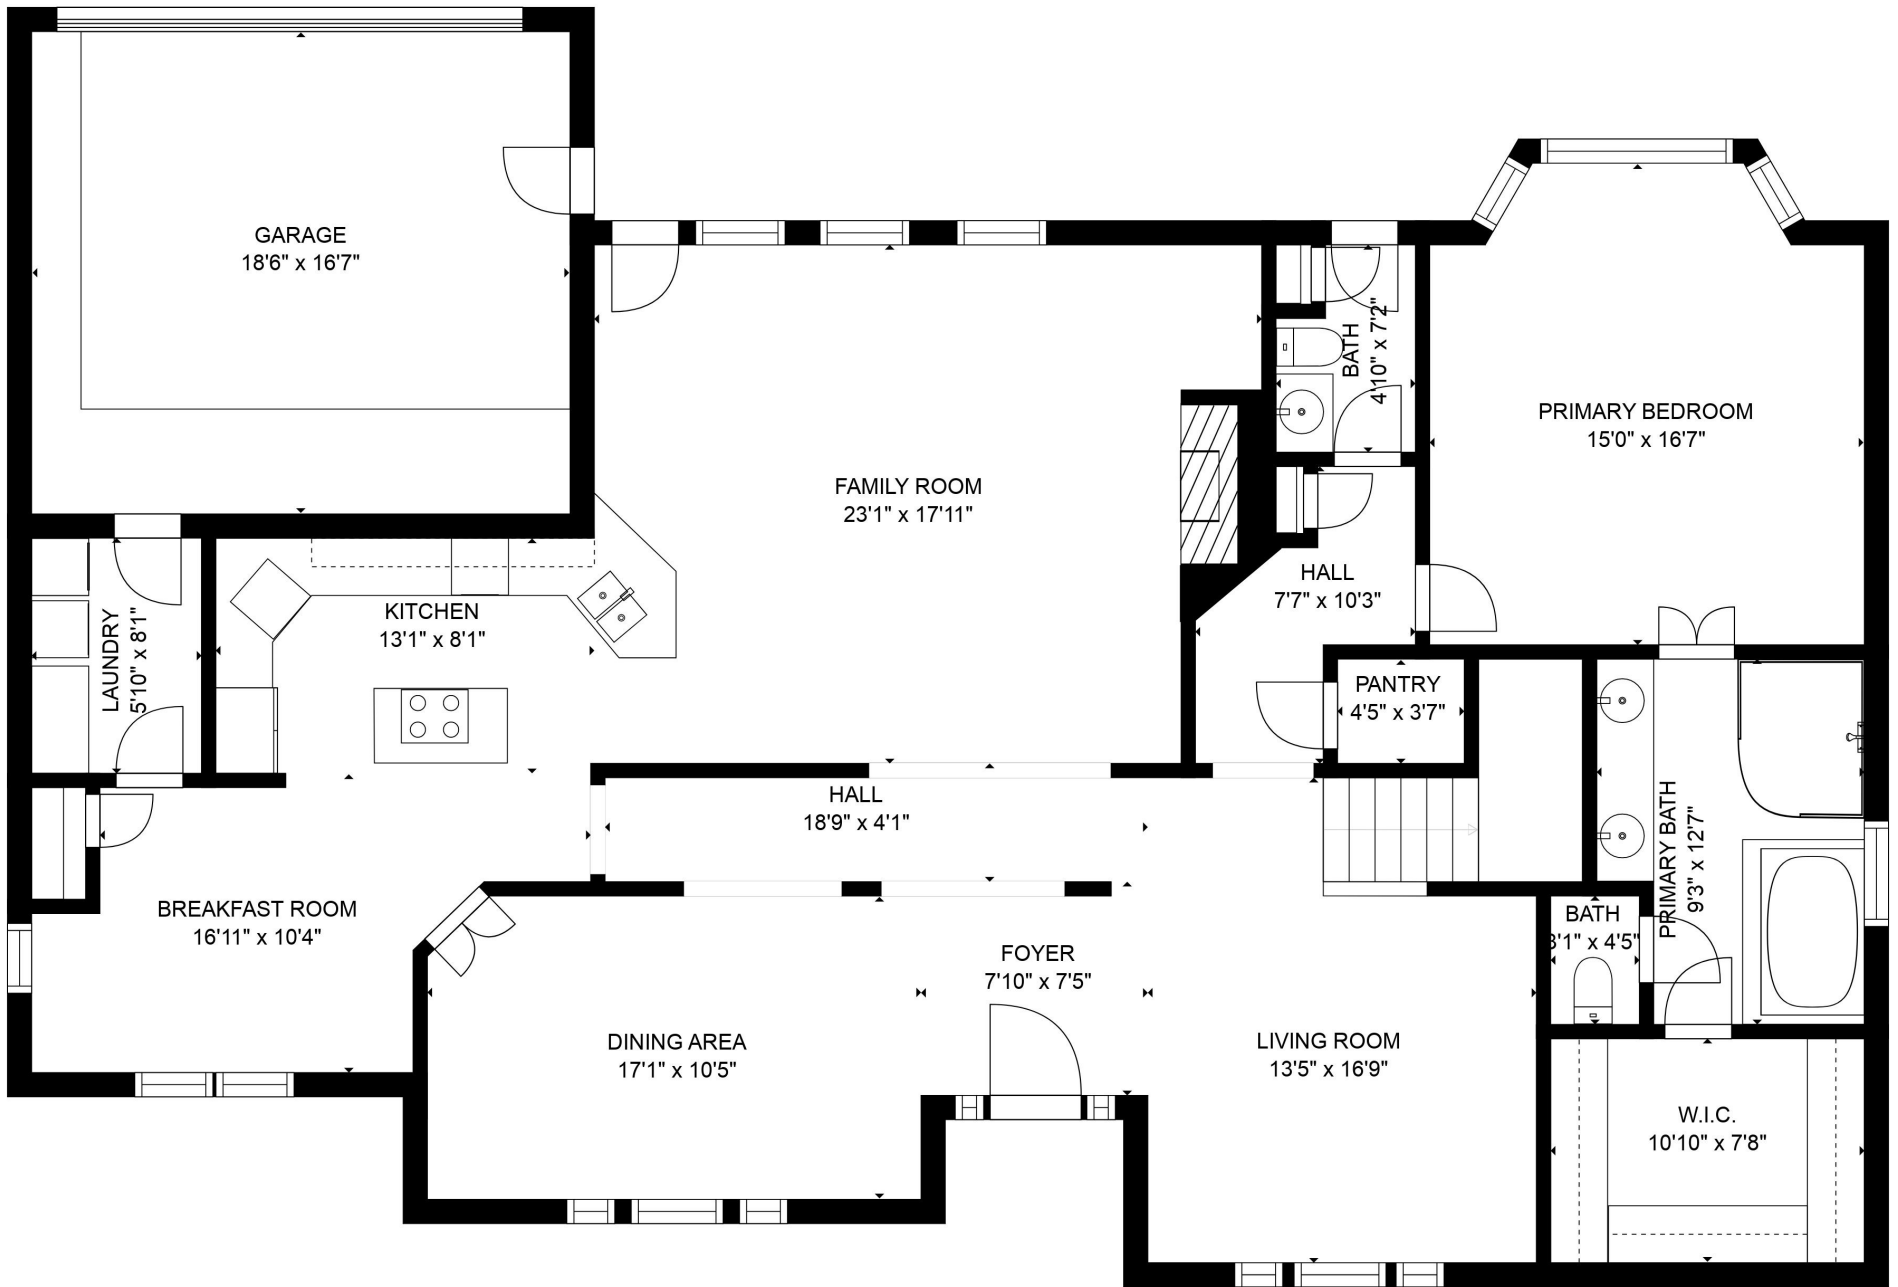 GARAGE
18'6" x 16'7"
BATH
4'10" x 7'2"
PRIMARY BEDROOM
15'0" x 16'7"
FAMILY ROOM
23'1" x 17'11"
HALL
7'7" x 10'3"
KITCHEN
13'1" x 8'1"
LAUNDRY
5'10" x 8'1"
PANTRY
4'5" x 3'7"
HALL
18'9" x 4'1"
PRIMARY BATH
9'3" x 12'7"
BREAKFAST ROOM
16'11" x 10'4"
BATH
3'1" x 4'5"
FOYER
7'10" x 7'5"
DINING AREA
17'1" x 10'5"
LIVING ROOM
13'5" x 16'9"
W.I.C.
10'10" x 7'8"